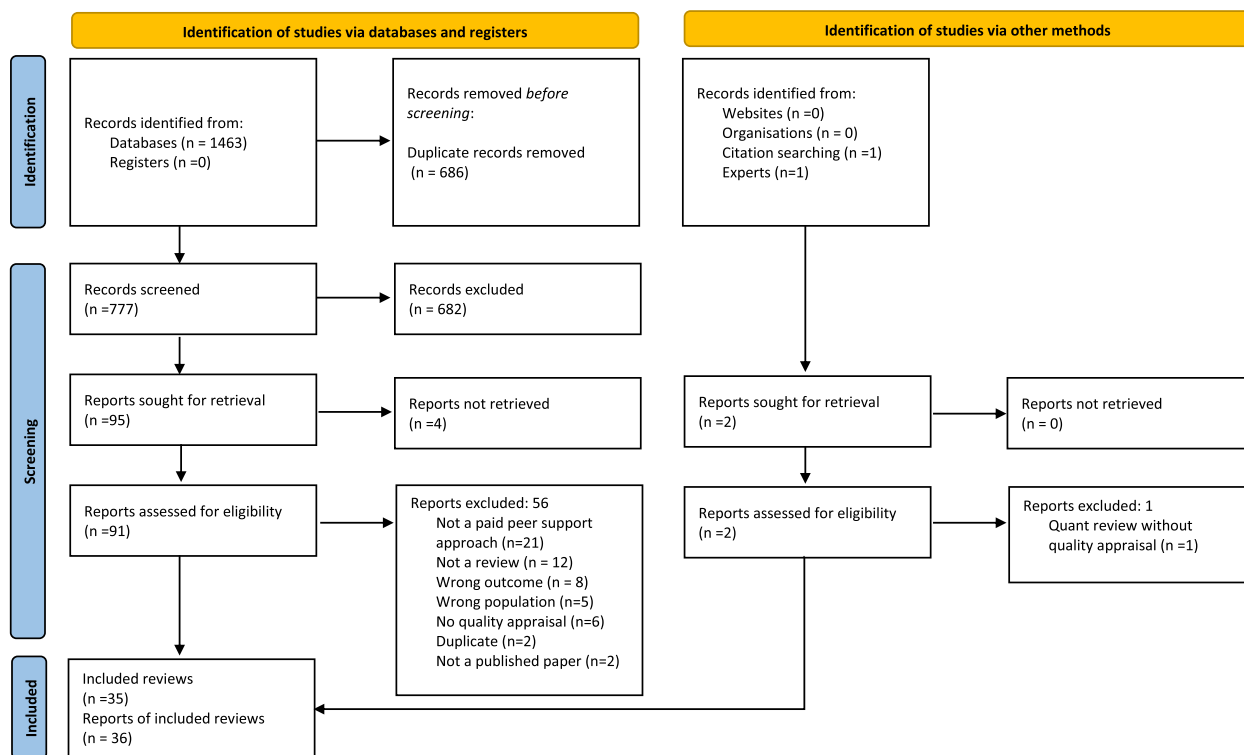 Identification of studies via databases and registers
Identification of studies via other methods
Identification
Records identified from:
Databases (n = 1463)
Registers (n =0)
Records removed before
screening:
Duplicate records removed
(n = 686)
Records identified from:
Websites (n =0)
Organisations (n = 0)
Citation searching (n =1)
Experts (n=1)
Screening
Records screened
(n =777)
Records excluded
(n = 682)
Reports sought for retrieval
(n =95)
Reports not retrieved
(n =4)
Reports sought for retrieval
(n =2)
Reports not retrieved
(n = 0)
Reports assessed for eligibility
(n =91)
Reports excluded: 56
Not a paid peer support
approach (n=21)
Not a review (n = 12)
Wrong outcome (n = 8)
Wrong population (n=5)
No quality appraisal (n=6)
Duplicate (n=2)
Not a published paper (n=2)
Reports assessed for eligibility
(n =2)
Reports excluded: 1
Quant review without
quality appraisal (n =1)
Included
Included reviews
(n =35)
Reports of included reviews
(n = 36)